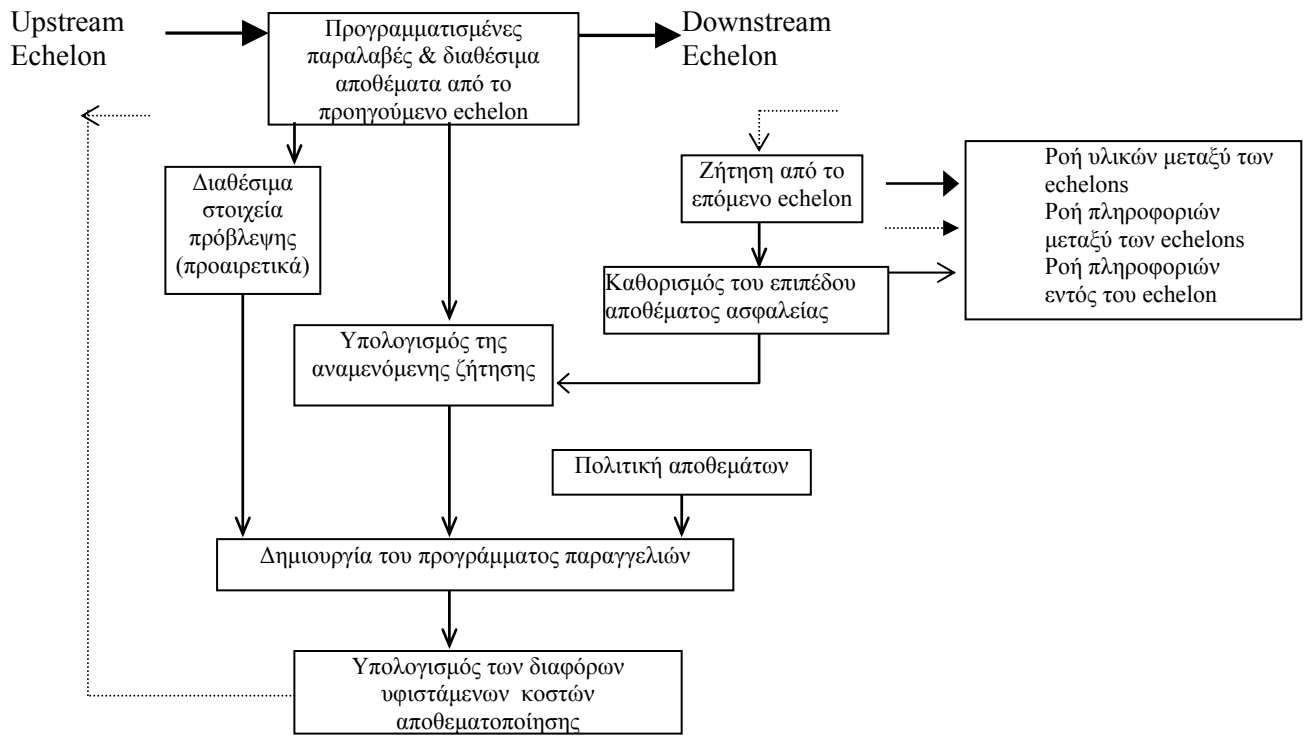 Upstream
Echelon
Προγραμματισμένες
παραλαβές & διαθέσιμα
αποθέματα από το
προηγούμενο echelon
Downstream
Echelon
Διαθέσιμα
στοιχεία
πρόβλεψης
(προαιρετικά)
Ζήτηση από το
επόμενο echelon
Ροή υλικών μεταξύ των
echelons
Ροή πληροφοριών
μεταξύ των echelons
Ροή πληροφοριών
εντός του echelon
Καθορισμός του επιπέδου
αποθέματος ασφαλείας
Υπολογισμός της
αναμενόμενης ζήτησης
Πολιτική αποθεμάτων
Δημιουργία του προγράμματος παραγγελιών
Υπολογισμός των διαφόρων
υφιστάμενων κοστών
αποθεματοποίησης